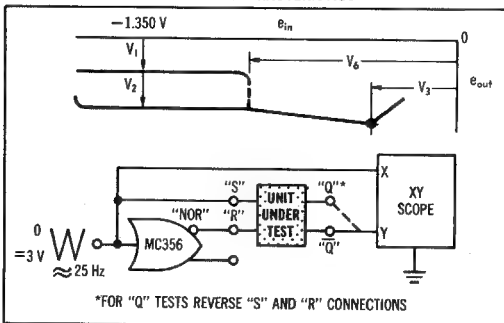 −1.350 V e_in 0
V₁
V₂
V₆
V₃
e_out
"S"
"NOR"
"R"
UNIT
UNDER
TEST
"Q"*
"Q̅"
X
Y
XY
SCOPE
0
=3 V
≈25 Hz
MC356
*FOR "Q" TESTS REVERSE "S" AND "R" CONNECTIONS